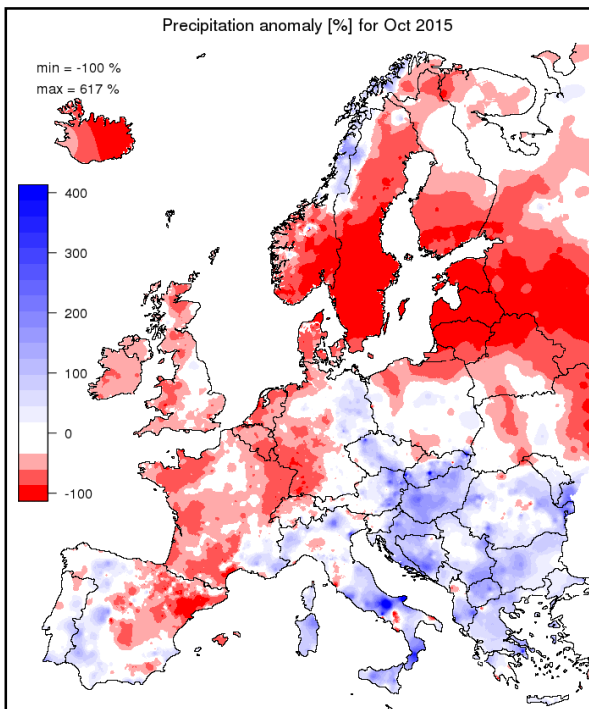 Precipitation anomaly [%] for Oct 2015
min = -100 %
max = 617 %
400
300
200
100
0
-100